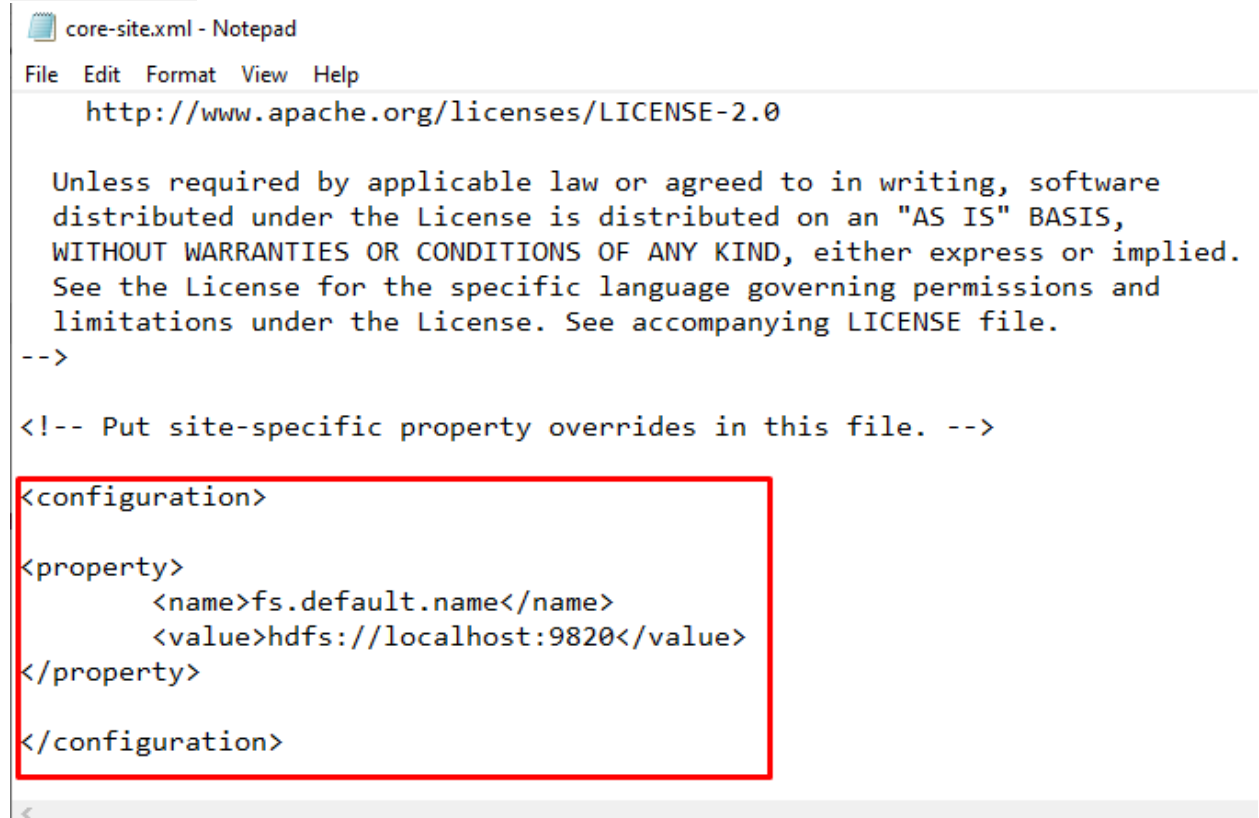 core-site.xml - Notepad
File Edit Format View Help
http://www.apache.org/licenses/LICENSE-2.0
Unless required by applicable law or agreed to in writing, software
distributed under the License is distributed on an "AS IS" BASIS,
WITHOUT WARRANTIES OR CONDITIONS OF ANY KIND, either express or implied.
See the License for the specific language governing permissions and
limitations under the License. See accompanying LICENSE file.
-->
<!-- Put site-specific property overrides in this file. -->
<configuration>
<property>
<name>fs.default.name</name>
<value>hdfs://localhost:9820</value>
</property>
</configuration>